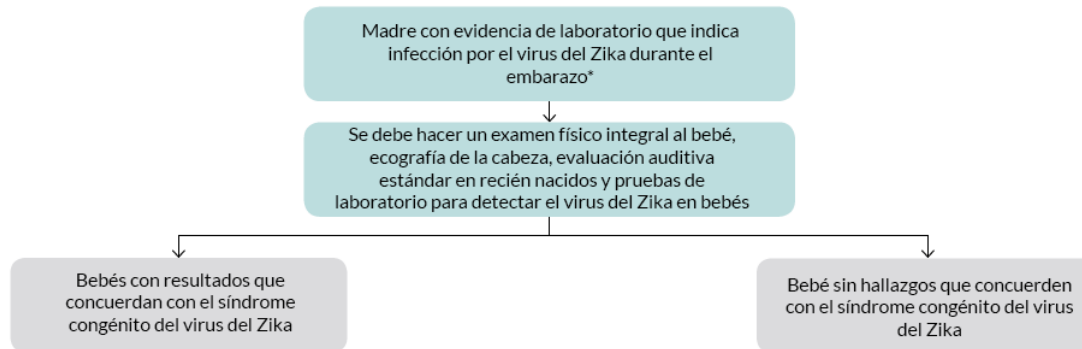 Madre con evidencia de laboratorio que indica
infección por el virus del Zika durante el
embarazo*
Se debe hacer un examen físico integral al bebé,
ecografía de la cabeza, evaluación auditiva
estándar en recién nacidos y pruebas de
laboratorio para detectar el virus del Zika en bebés
Bebés con resultados que
concuerdan con el síndrome
congénito del virus del Zika
Bebé sin hallazgos que concuerden
con el síndrome congénito del virus
del Zika